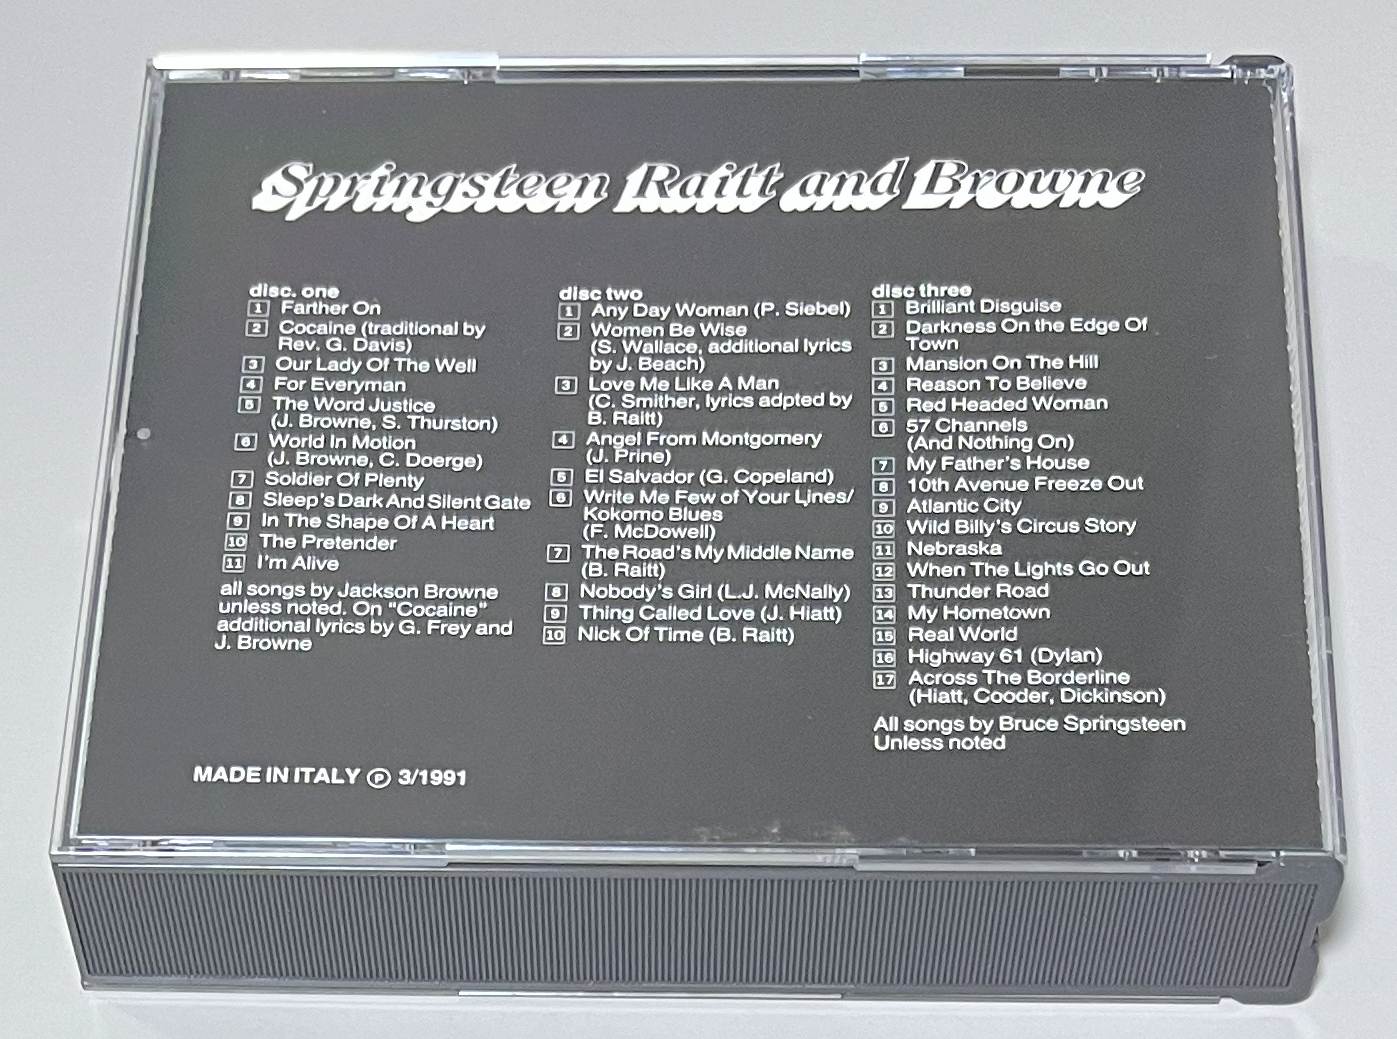 Springsteen Raitt and Browne
disc. one
1 Farther On
2 Cocaine (traditional by
Rev. G. Davis)
3 Our Lady Of The Well
4 For Everyman
5 The Word Justice
(J. Browne, S. Thurston)
6 World In Motion
(J. Browne, C. Doerge)
7 Soldier Of Plenty
8 Sleep's Dark And Silent Gate
9 In The Shape Of A Heart
10 The Pretender
11 I'm Alive
all songs by Jackson Browne
unless noted. On "Cocaine"
additional lyrics by G. Frey and
J. Browne
disc two
1 Any Day Woman (P. Siebel)
2 Women Be Wise
(S. Wallace, additional lyrics
by J. Beach)
3 Love Me Like A Man
(C. Smither, lyrics adpted by
B. Raitt)
4 Angel From Montgomery
(J. Prine)
5 El Salvador (G. Copeland)
6 Write Me Few of Your Lines/
Kokomo Blues
(F. McDowell)
7 The Road's My Middle Name
(B. Raitt)
8 Nobody's Girl (L.J. McNally)
9 Thing Called Love (J. Hiatt)
10 Nick Of Time (B. Raitt)
disc three
1 Brilliant Disguise
2 Darkness On the Edge Of
Town
3 Mansion On The Hill
4 Reason To Believe
5 Red Headed Woman
6 57 Channels
(And Nothing On)
7 My Father's House
8 10th Avenue Freeze Out
9 Atlantic City
10 Wild Billy's Circus Story
11 Nebraska
12 When The Lights Go Out
13 Thunder Road
14 My Hometown
15 Real World
16 Highway 61 (Dylan)
17 Across The Borderline
(Hiatt, Cooder, Dickinson)
All songs by Bruce Springsteen
Unless noted
MADE IN ITALY Ⓟ 3/1991